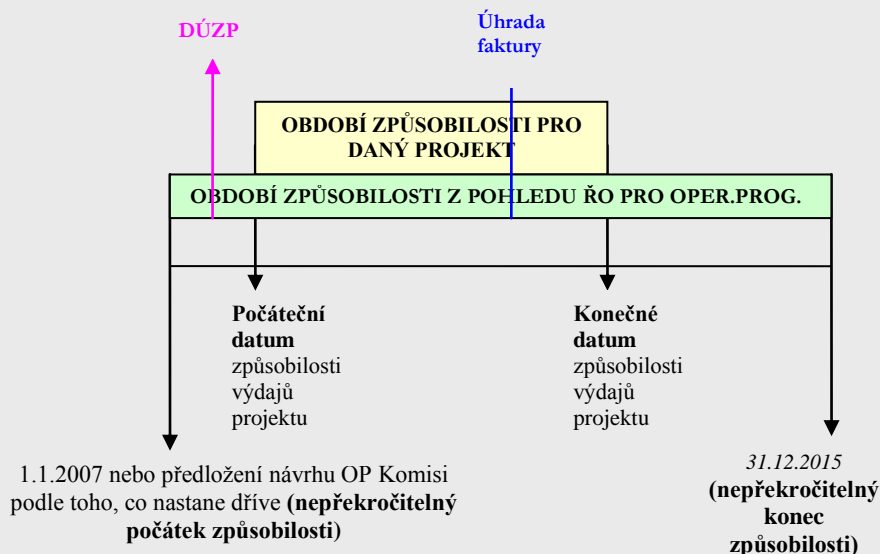 DÚZP
Úhrada
faktury
OBDOBÍ ZPŮSOBILOSTI PRO
DANÝ PROJEKT
OBDOBÍ ZPŮSOBILOSTI Z POHLEDU ŘO PRO OPER.PROG.
Počáteční
datum
způsobilosti
výdajů
projektu
Konečné
datum
způsobilosti
výdajů
projektu
1.1.2007 nebo předložení návrhu OP Komisi
podle toho, co nastane dříve (nepřekročitelný
počátek způsobilosti)
31.12.2015
(nepřekročitelný
konec
způsobilosti)